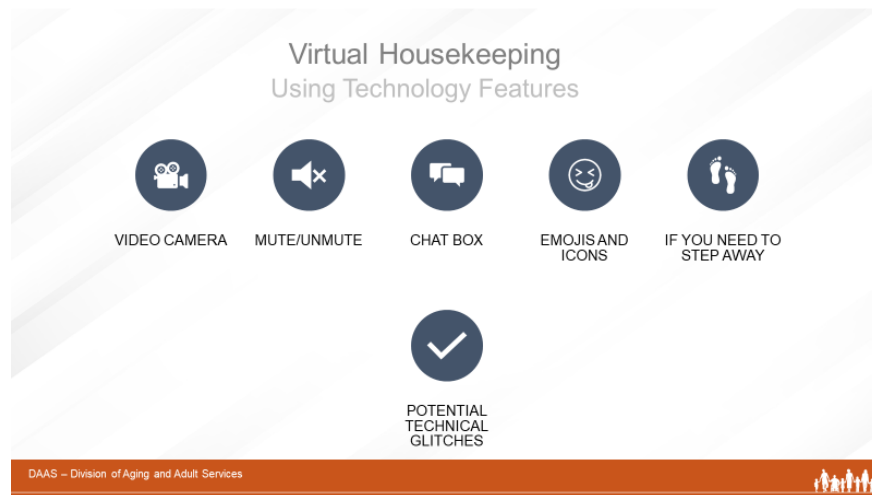 Virtual Housekeeping
Using Technology Features
VIDEO CAMERA
MUTE/UNMUTE
CHAT BOX
EMOJIS AND
ICONS
IF YOU NEED TO
STEP AWAY
POTENTIAL
TECHNICAL
GLITCHES
DAAS – Division of Aging and Adult Services